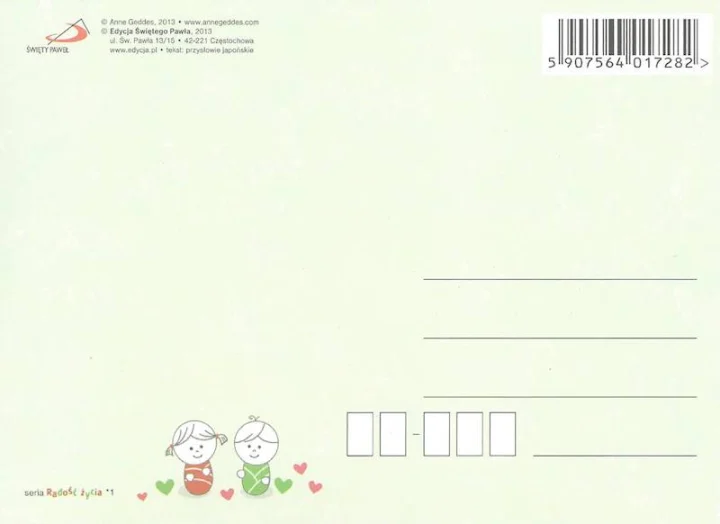 ŚWIĘTY PAWEŁ
© Anne Geddes, 2013 • www.annegeddes.com
© Edycja Świętego Pawła, 2013
ul. Św. Pawła 13/15 • 42-221 Częstochowa
www.edycja.pl • tekst: przysłowie japońskie
5 907564 017282 >
seria Radość życia *1